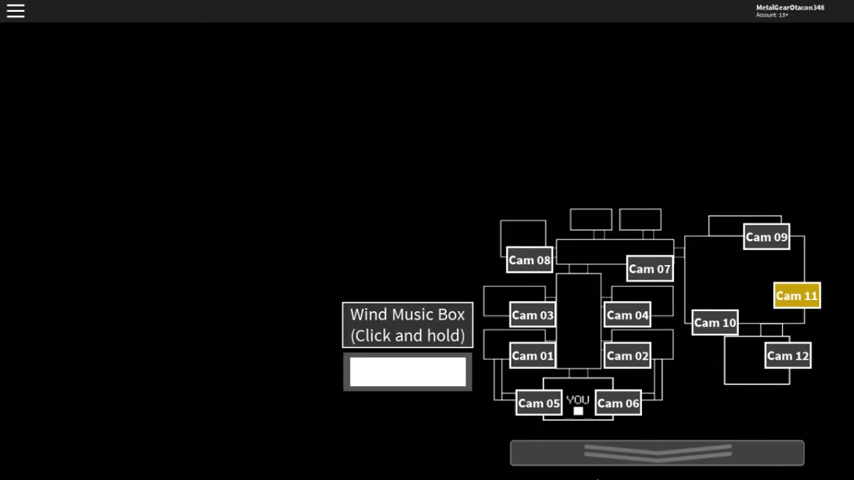 MetalGearOtacon348
Account: 13+
Cam 09
Cam 08
Cam 07
Cam 11
Wind Music Box
(Click and hold)
Cam 03
Cam 04
Cam 10
Cam 01
Cam 02
Cam 12
Cam 05
YOU
Cam 06